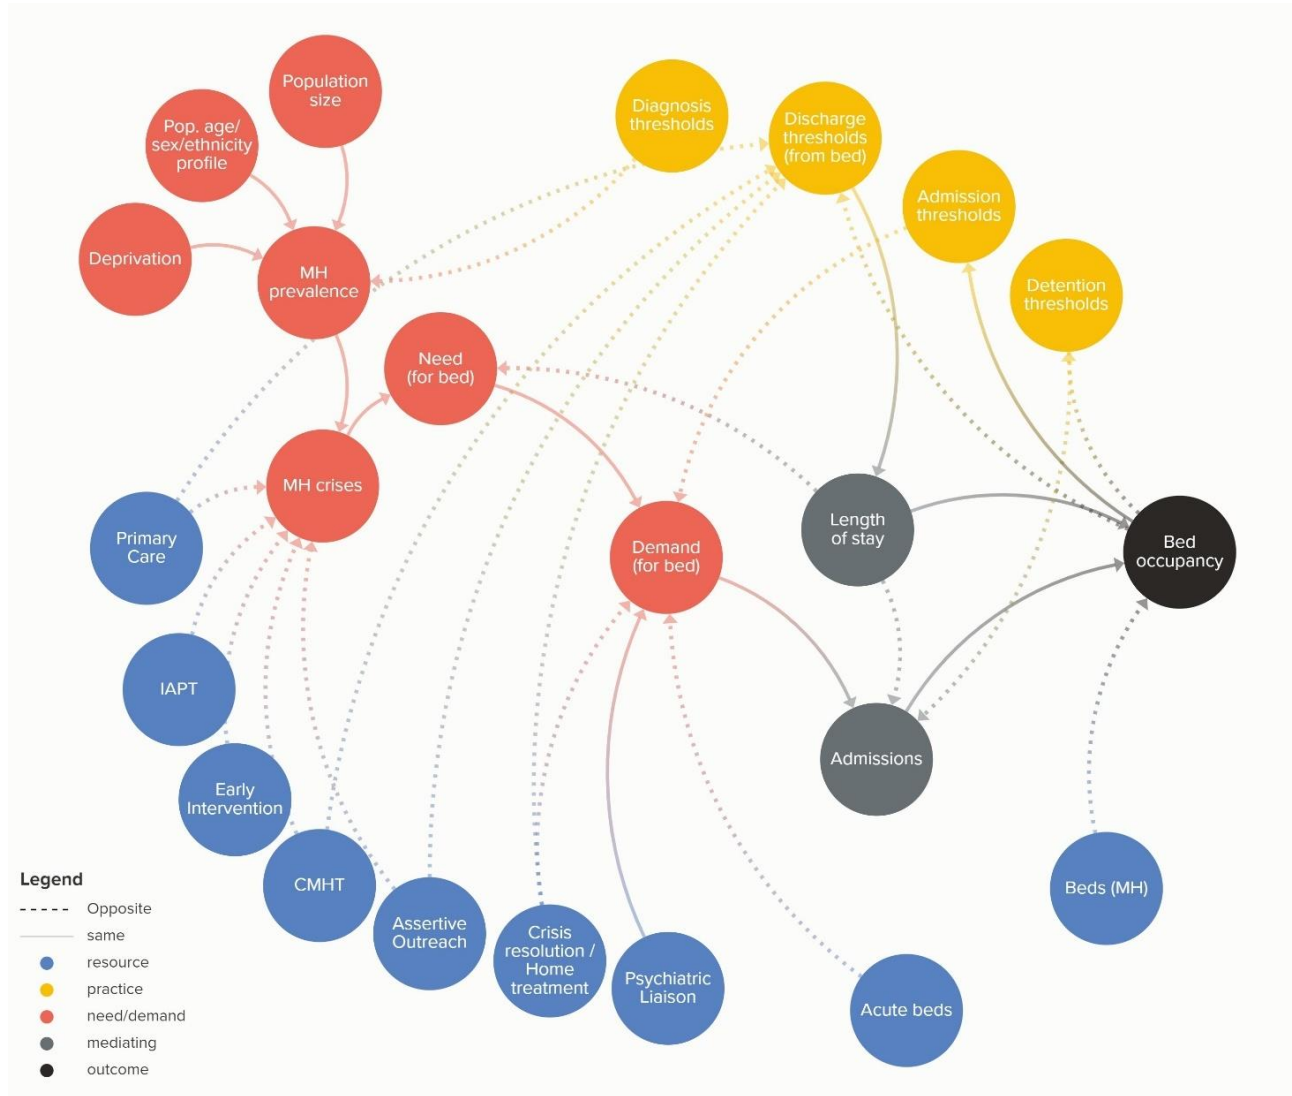 Population
size
Pop. age/
sex/ethnicity
profile
Deprivation
MH
prevalence
Need
(for bed)
MH crises
Diagnosis
thresholds
Discharge
thresholds
(from bed)
Admission
thresholds
Detention
thresholds
Primary
Care
IAPT
Early
Intervention
CMHT
Assertive
Outreach
Crisis
resolution /
Home
treatment
Psychiatric
Liaison
Demand
(for bed)
Length
of stay
Admissions
Bed
occupancy
Beds (MH)
Acute beds
Legend
Opposite
same
resource
practice
need/demand
mediating
outcome